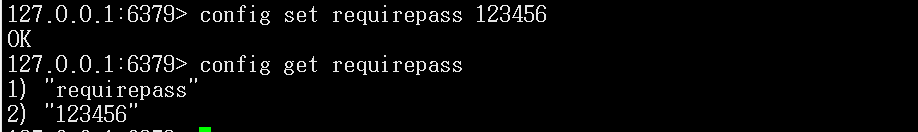 127.0.0.1:6379> config set requirepass 123456
OK
127.0.0.1:6379> config get requirepass
1) "requirepass"
2) "123456"